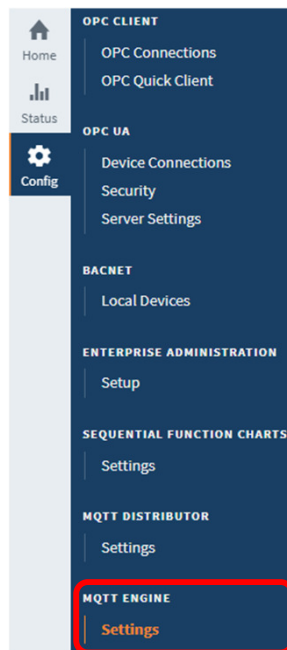 Home
Status
Config
OPC CLIENT
OPC Connections
OPC Quick Client
OPC UA
Device Connections
Security
Server Settings
BACNET
Local Devices
ENTERPRISE ADMINISTRATION
Setup
SEQUENTIAL FUNCTION CHARTS
Settings
MQTT DISTRIBUTOR
Settings
MQTT ENGINE
Settings